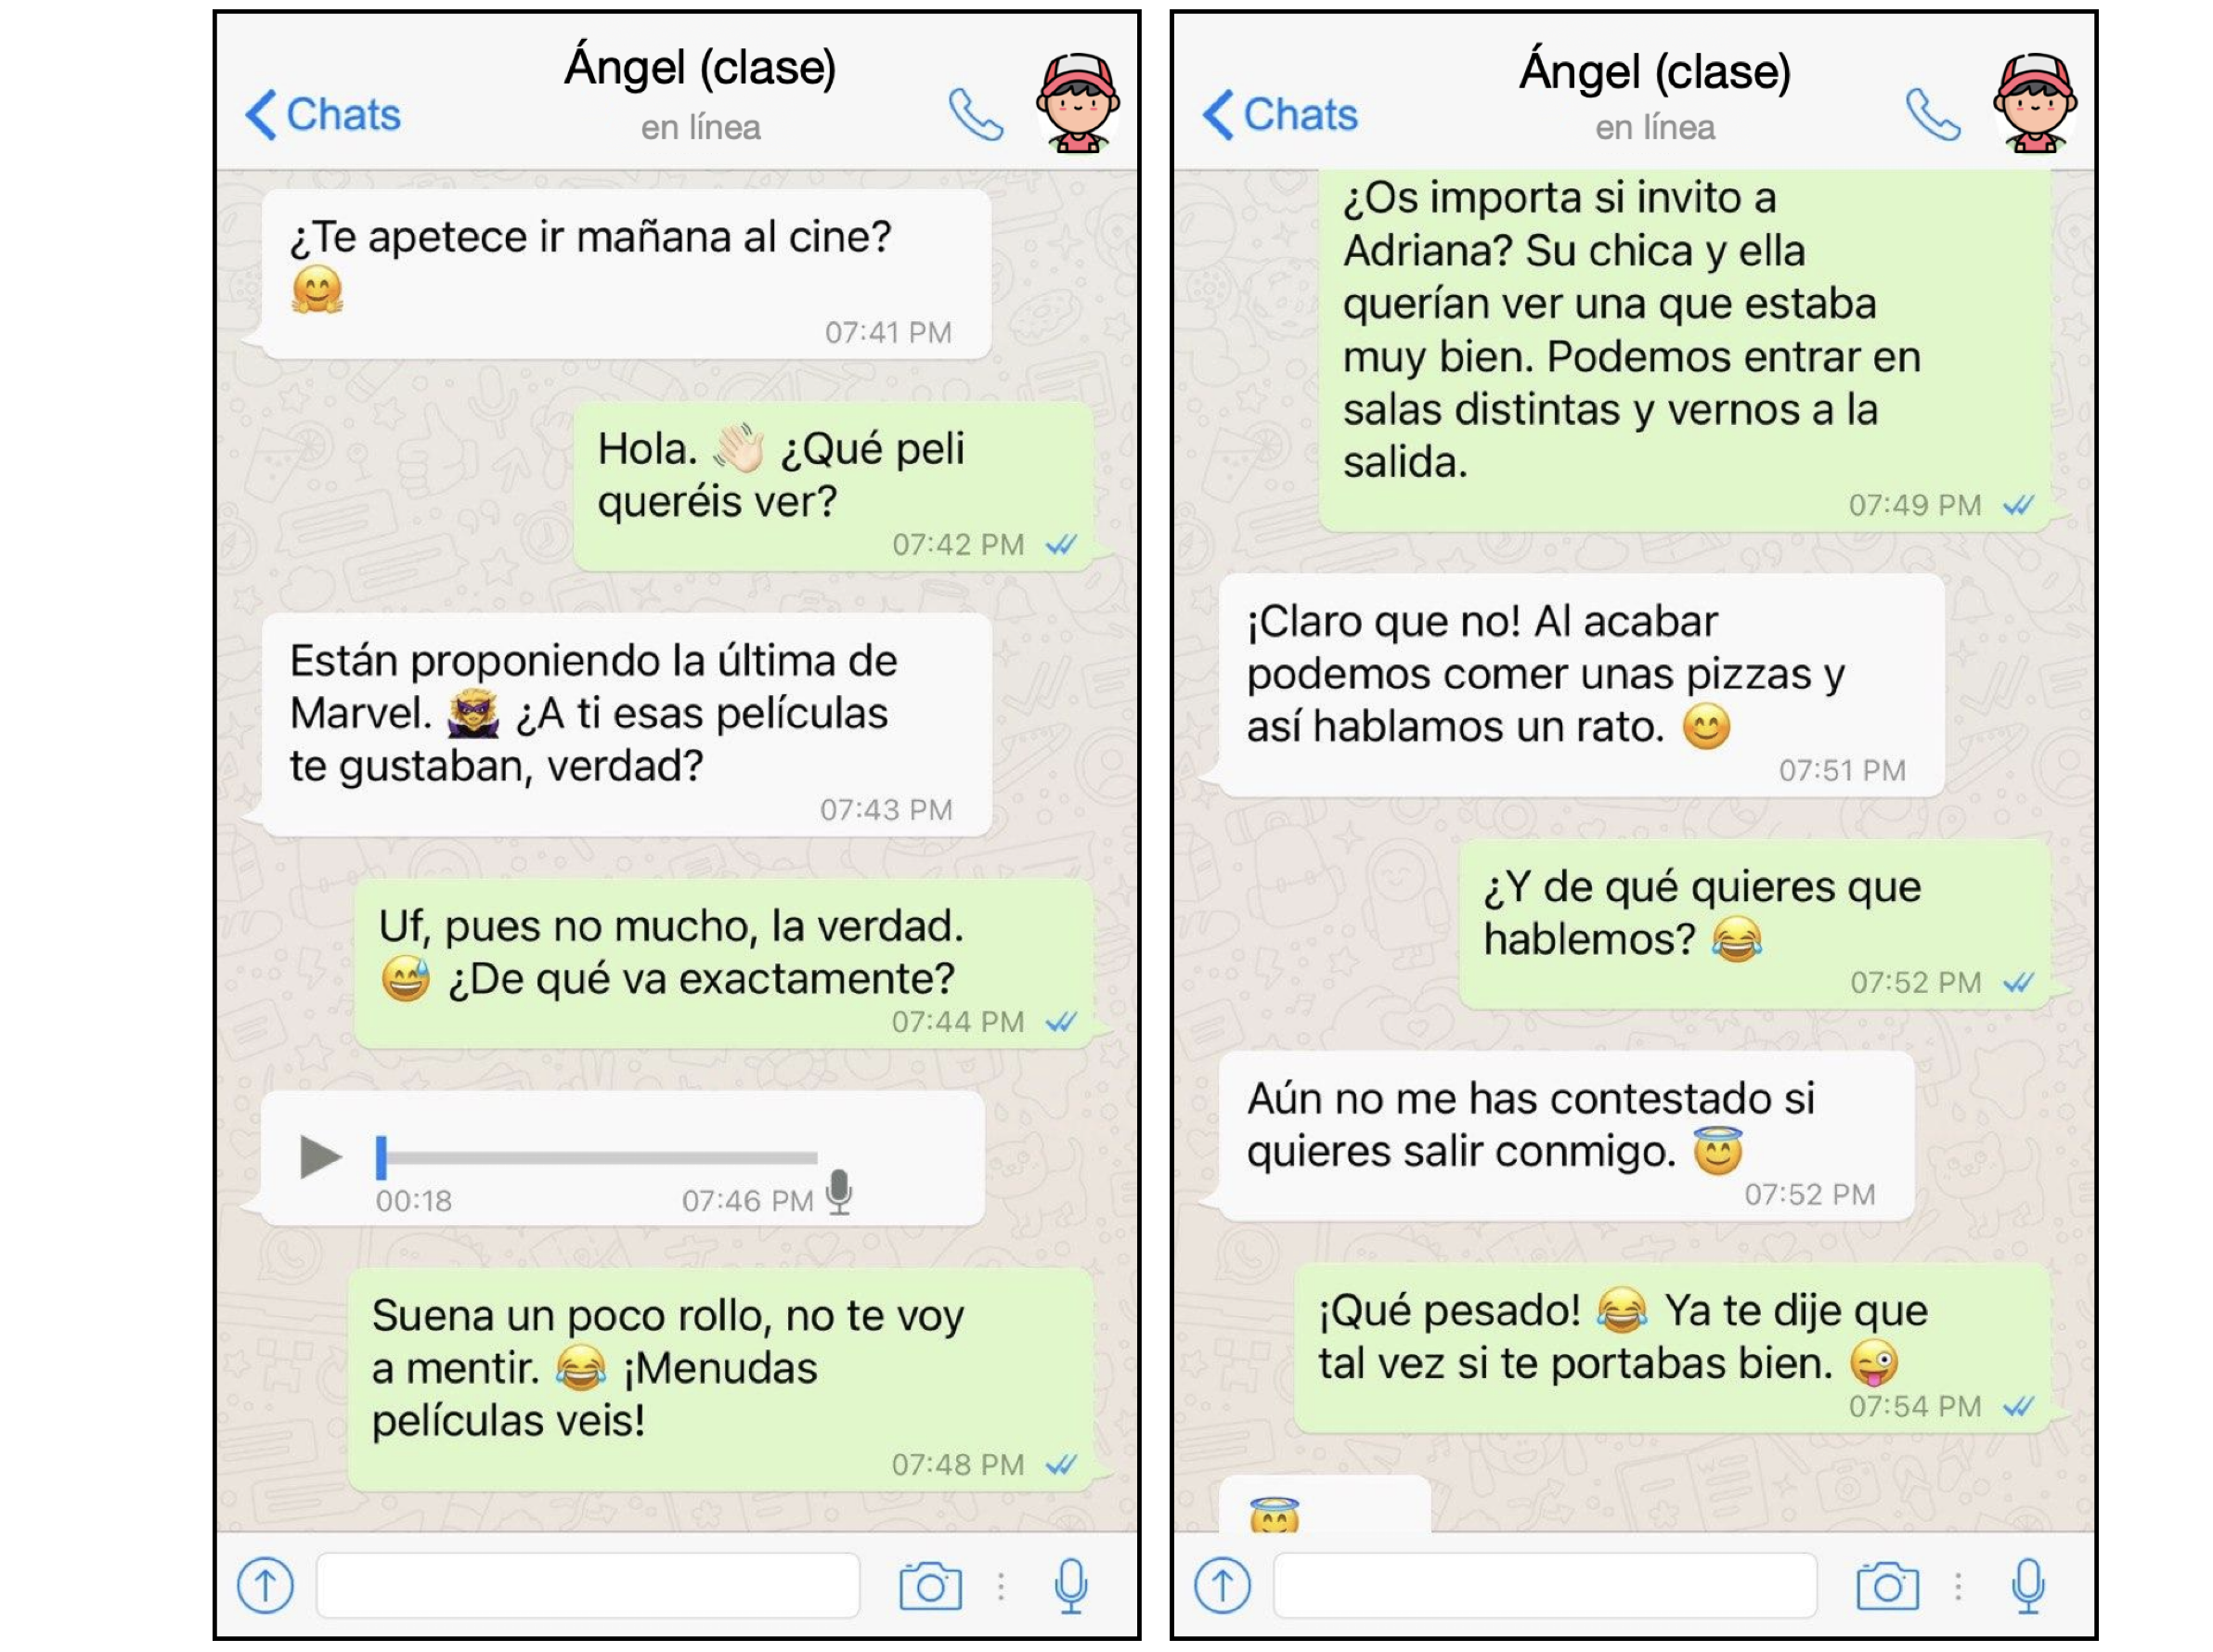 Ángel (clase)
Chats
en línea
¿Te apetece ir mañana al cine?
🤗
07:41 PM
Hola. 👋🏻 ¿Qué peli
queréis ver?
07:42 PM
Están proponiendo la última de
Marvel. 🦹 ¿A ti esas películas
te gustaban, verdad?
07:43 PM
Uf, pues no mucho, la verdad.
😅 ¿De qué va exactamente?
07:44 PM
00:18 07:46 PM
Suena un poco rollo, no te voy
a mentir. 😂 ¡Menudas
películas veis!
07:48 PM
Ángel (clase)
Chats
en línea
¿Os importa si invito a
Adriana? Su chica y ella
querían ver una que estaba
muy bien. Podemos entrar en
salas distintas y vernos a la
salida.
07:49 PM
¡Claro que no! Al acabar
podemos comer unas pizzas y
así hablamos un rato. 😊
07:51 PM
¿Y de qué quieres que
hablemos? 😂
07:52 PM
Aún no me has contestado si
quieres salir conmigo. 😇
07:52 PM
¡Qué pesado! 😂 Ya te dije que
tal vez si te portabas bien. 😜
07:54 PM
😇